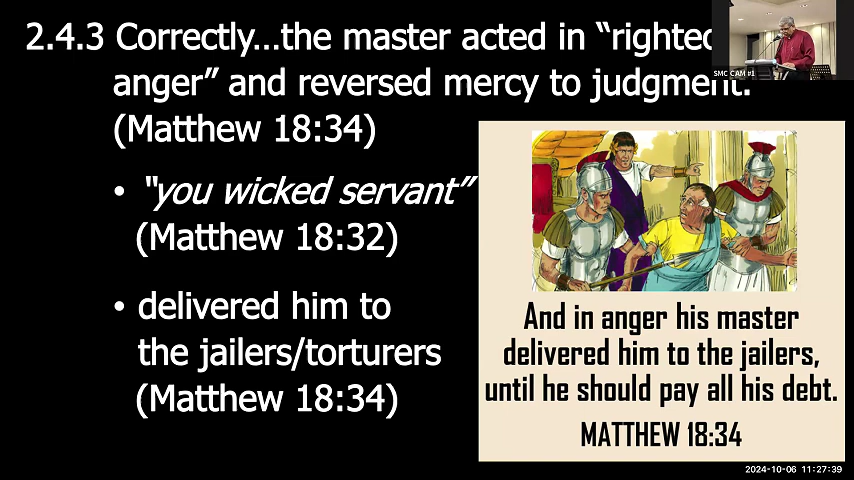 2.4.3 Correctly...the master acted in “righteo
anger” and reversed mercy to judgment.
(Matthew 18:34)
• “you wicked servant”
(Matthew 18:32)
• delivered him to
the jailers/torturers
(Matthew 18:34)
SMC CAM #1
And in anger his master
delivered him to the jailers,
until he should pay all his debt.
MATTHEW 18:34
2024-10-06 11:27:39